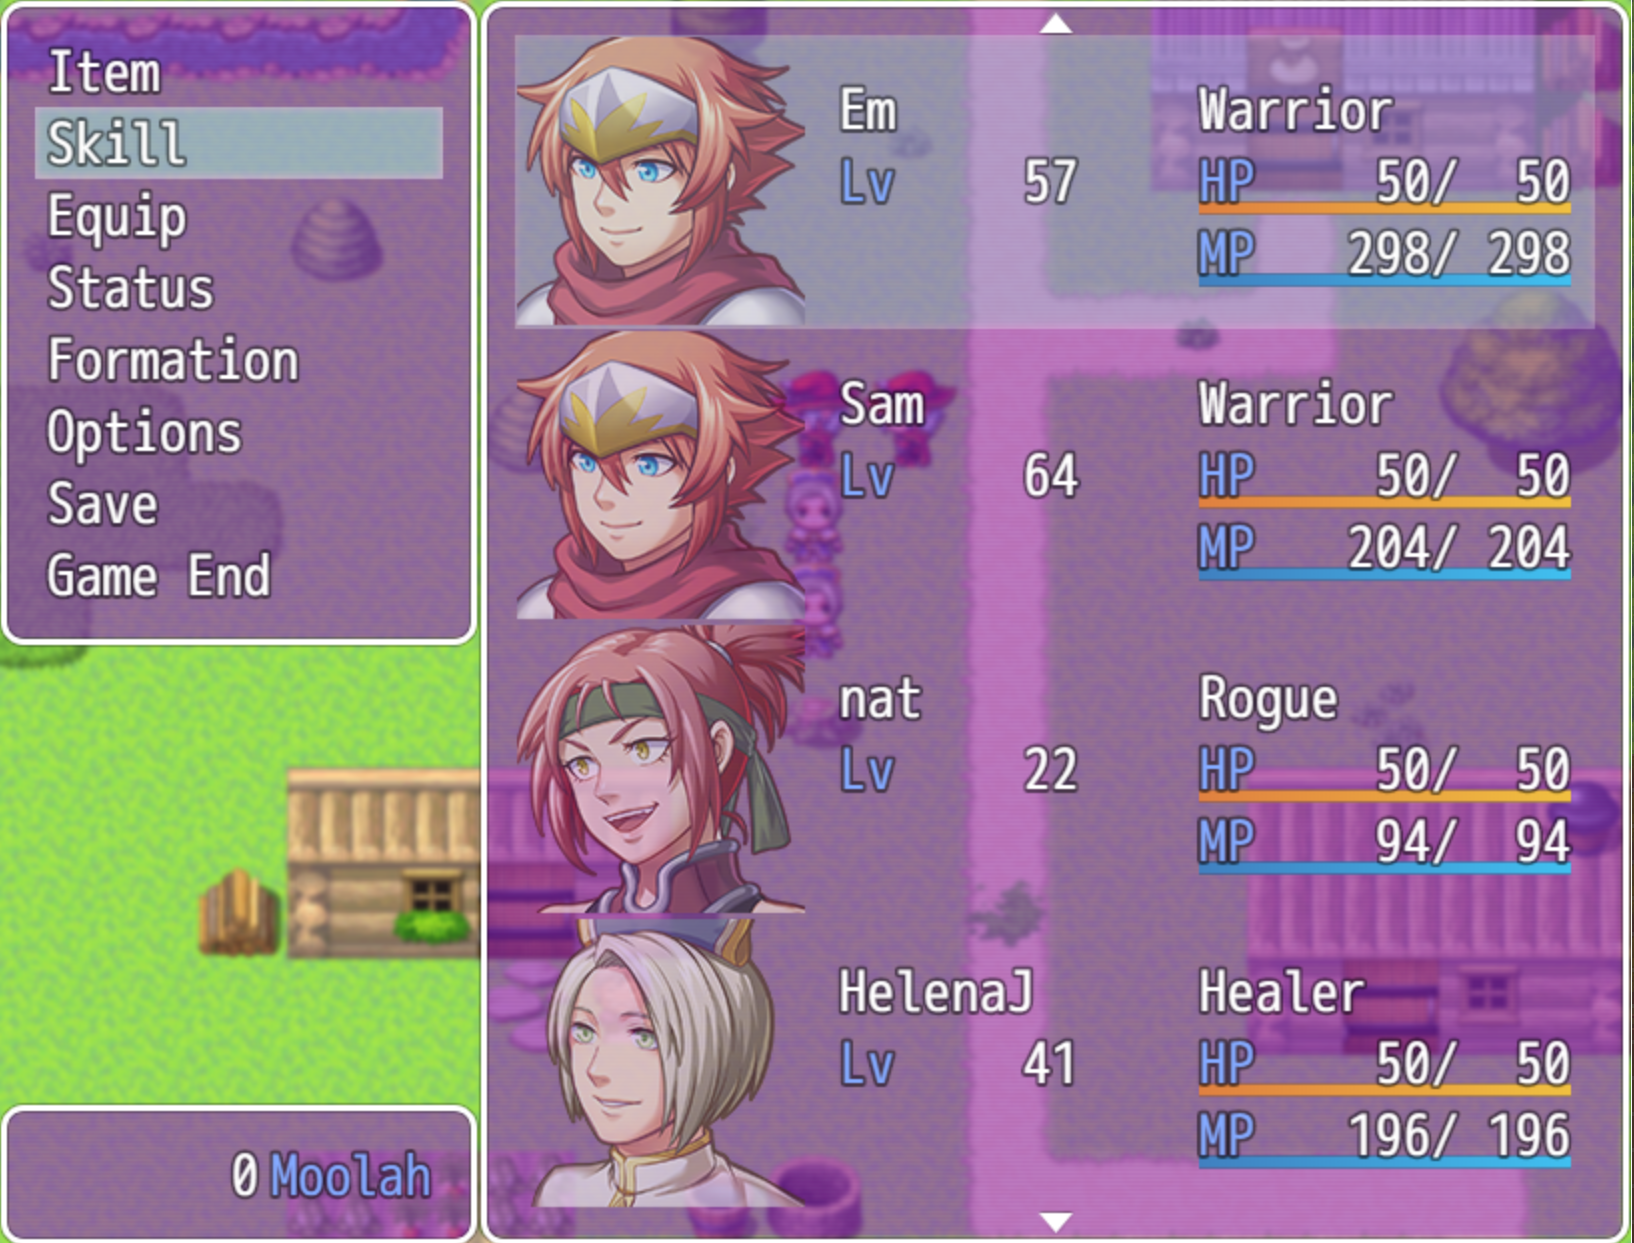 Item
Skill
Equip
Status
Formation
Options
Save
Game End
0 Moolah
Em Warrior
Lv 57 HP 50/ 50
MP 298/ 298
Sam Warrior
Lv 64 HP 50/ 50
MP 204/ 204
nat Rogue
Lv 22 HP 50/ 50
MP 94/ 94
HelenaJ Healer
Lv 41 HP 50/ 50
MP 196/ 196